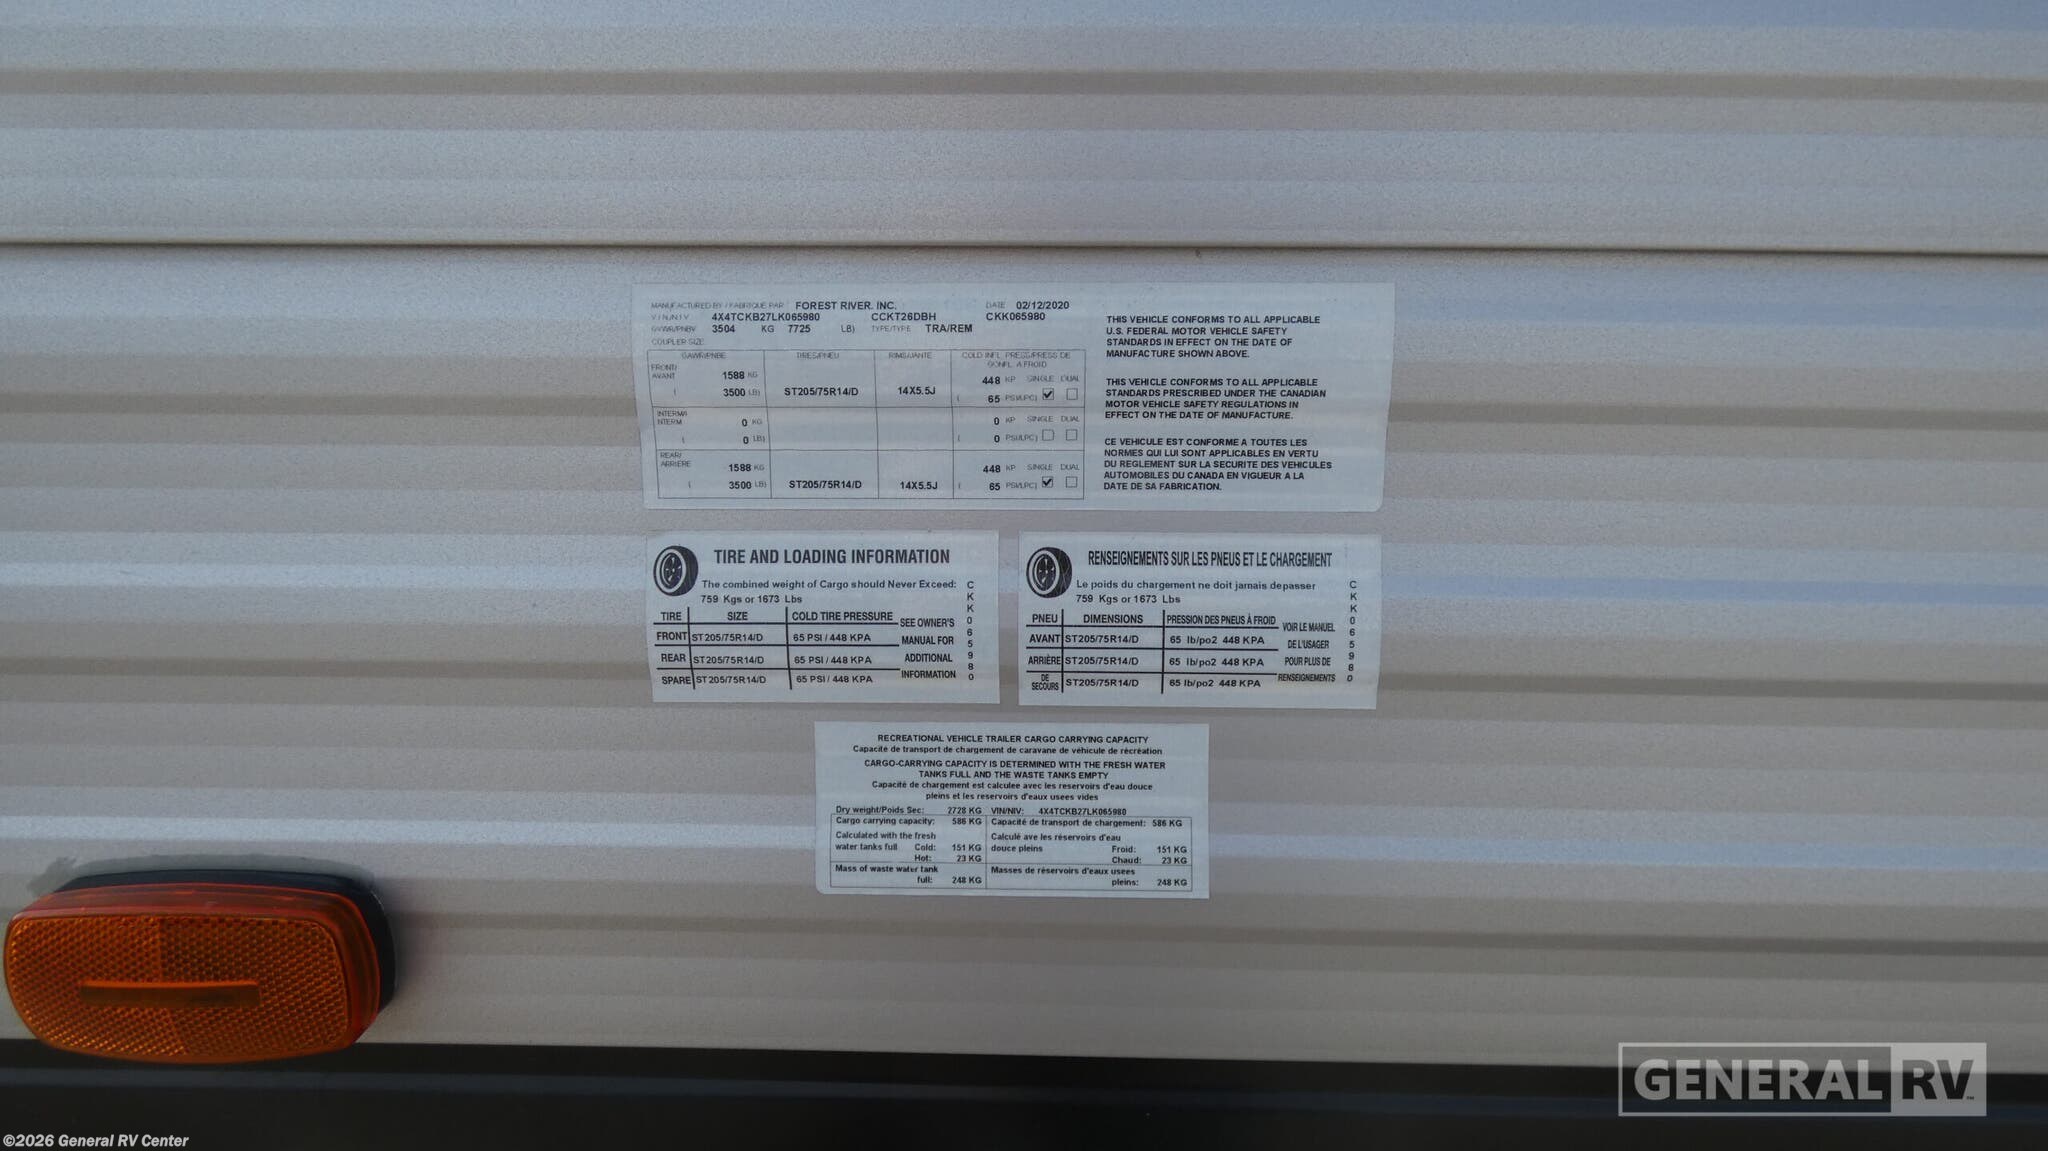 MANUFACTURED BY / FABRIQUE PAR FOREST RIVER, INC. DATE 02/12/2020
V.I.N./N.I.V. 4X4TCKB27LK065980 CCKT26DBH CKK065980
GVWR/PNBV 3504 KG 7725 LB) TYPE/TYPE TRA/REM
COUPLER SIZE
GAWR/PNBE TIRES/PNEU RIMS/JANTE COLD INFL. PRESS/PRESS DE
GONFL. A FROID
FRONT/
AVANT 1588 KG 448 KP SINGLE DUAL
( 3500 LB) ST205/75R14/D 14X5.5J ( 65 PSI/LPC)
INTERM/
INTERM 0 KG 0 KP SINGLE DUAL
( 0 LB) ( 0 PSI/LPC)
REAR/
ARRIERE 1588 KG 448 KP SINGLE DUAL
( 3500 LB) ST205/75R14/D 14X5.5J ( 65 PSI/LPC)
THIS VEHICLE CONFORMS TO ALL APPLICABLE
U.S. FEDERAL MOTOR VEHICLE SAFETY
STANDARDS IN EFFECT ON THE DATE OF
MANUFACTURE SHOWN ABOVE.
THIS VEHICLE CONFORMS TO ALL APPLICABLE
STANDARDS PRESCRIBED UNDER THE CANADIAN
MOTOR VEHICLE SAFETY REGULATIONS IN
EFFECT ON THE DATE OF MANUFACTURE.
CE VEHICULE EST CONFORME A TOUTES LES
NORMES QUI LUI SONT APPLICABLES EN VERTU
DU REGLEMENT SUR LA SECURITE DES VEHICULES
AUTOMOBILES DU CANADA EN VIGUEUR A LA
DATE DE SA FABRICATION.
TIRE AND LOADING INFORMATION
The combined weight of Cargo should Never Exceed:
759 Kgs or 1673 Lbs
TIRE SIZE COLD TIRE PRESSURE
FRONT ST205/75R14/D 65 PSI / 448 KPA
REAR ST205/75R14/D 65 PSI / 448 KPA
SPARE ST205/75R14/D 65 PSI / 448 KPA
SEE OWNER'S
MANUAL FOR
ADDITIONAL
INFORMATION
CKK065980
RENSEIGNEMENTS SUR LES PNEUS ET LE CHARGEMENT
Le poids du chargement ne doit jamais depasser
759 Kgs or 1673 Lbs
PNEU DIMENSIONS PRESSION DES PNEUS À FROID
AVANT ST205/75R14/D 65 lb/po2 448 KPA
ARRIÈRE ST205/75R14/D 65 lb/po2 448 KPA
DE
SECOURS ST205/75R14/D 65 lb/po2 448 KPA
VOIR LE MANUEL
DE L'USAGER
POUR PLUS DE
RENSEIGNEMENTS
CKK065980
RECREATIONAL VEHICLE TRAILER CARGO CARRYING CAPACITY
Capacité de transport de chargement de caravane de véhicule de récréation
CARGO-CARRYING CAPACITY IS DETERMINED WITH THE FRESH WATER
TANKS FULL AND THE WASTE TANKS EMPTY
Capacite de chargement est calculee avec les reservoirs d'eau douce
pleins et les reservoirs d'eaux usees vides
Dry weight/Poids Sec: 2728 KG VIN/NIV: 4X4TCKB27LK065980
Cargo carrying capacity: 586 KG Capacité de transport de chargement: 586 KG
Calculated with the fresh Calculé ave les réservoirs d'eau
water tanks full Cold: 151 KG douce pleins Froid: 151 KG
Hot: 23 KG Chaud: 23 KG
Mass of waste water tank Masses de réservoirs d'eaux usees
full: 248 KG pleins: 248 KG
GENERAL RV
©2026 General RV Center